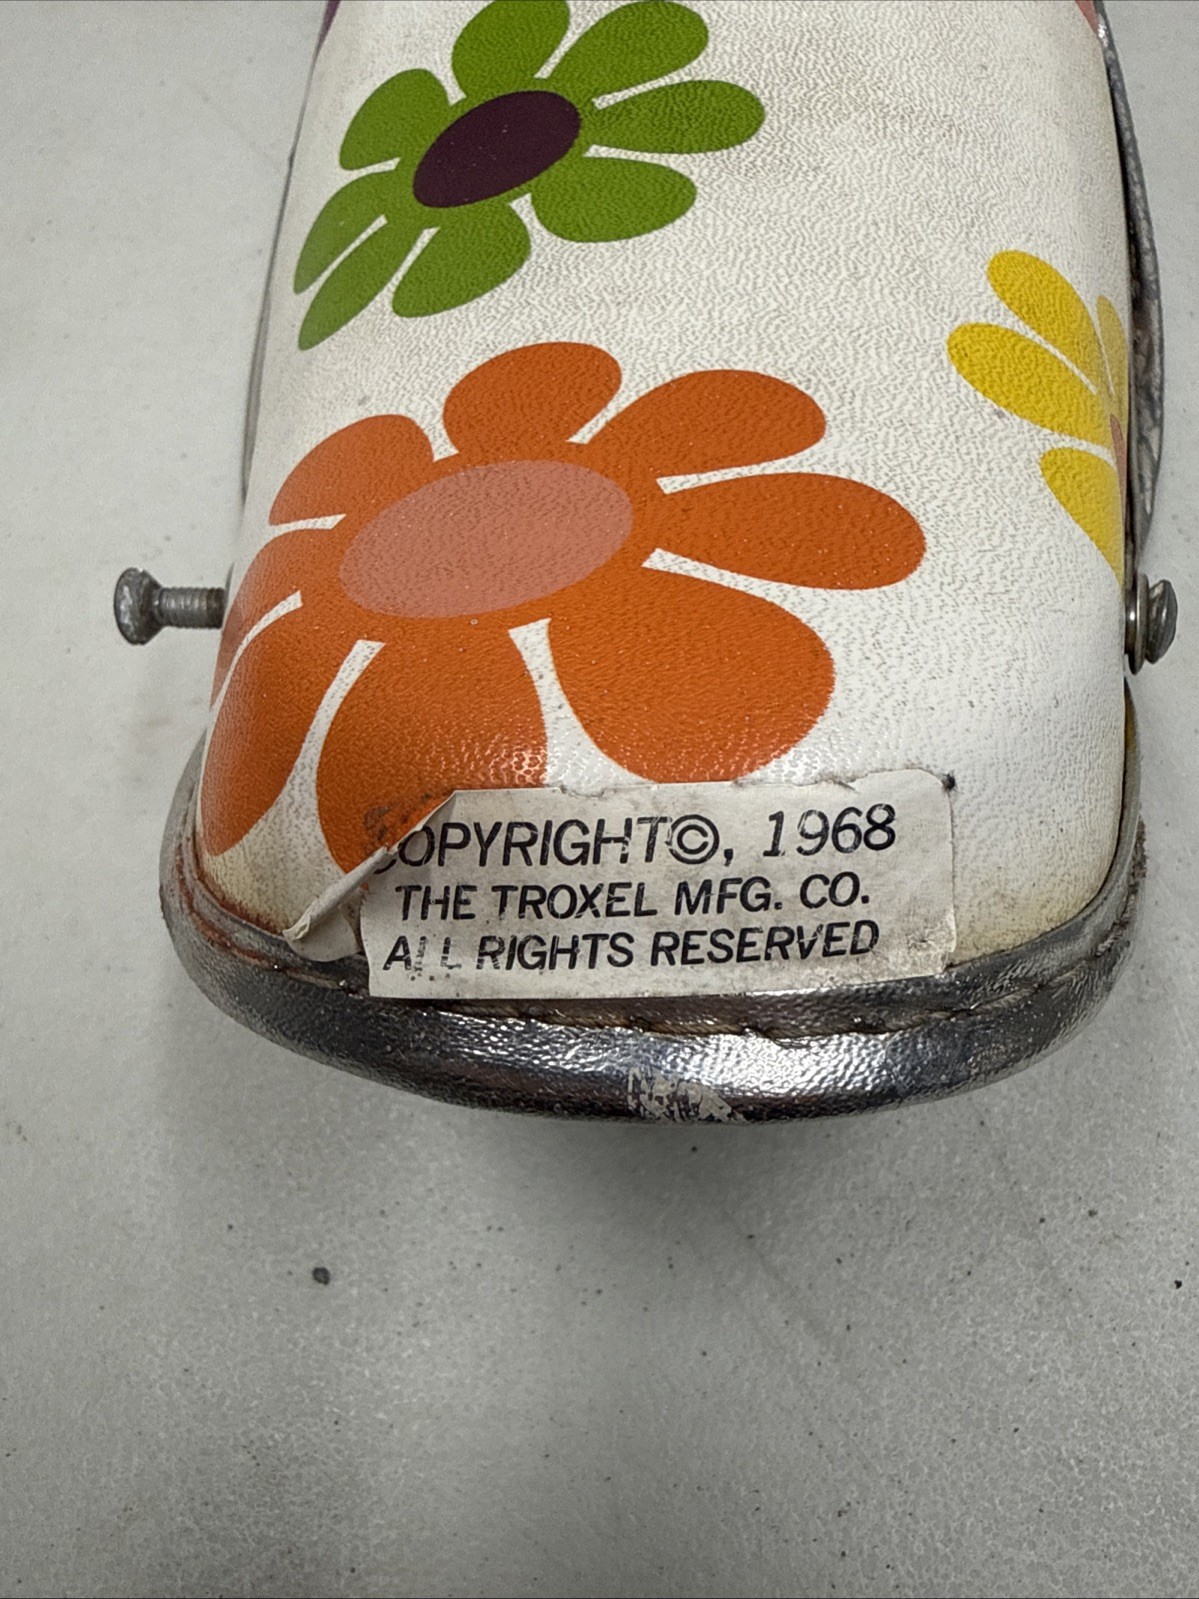 COPYRIGHT©, 1968
THE TROXEL MFG. CO.
ALL RIGHTS RESERVED